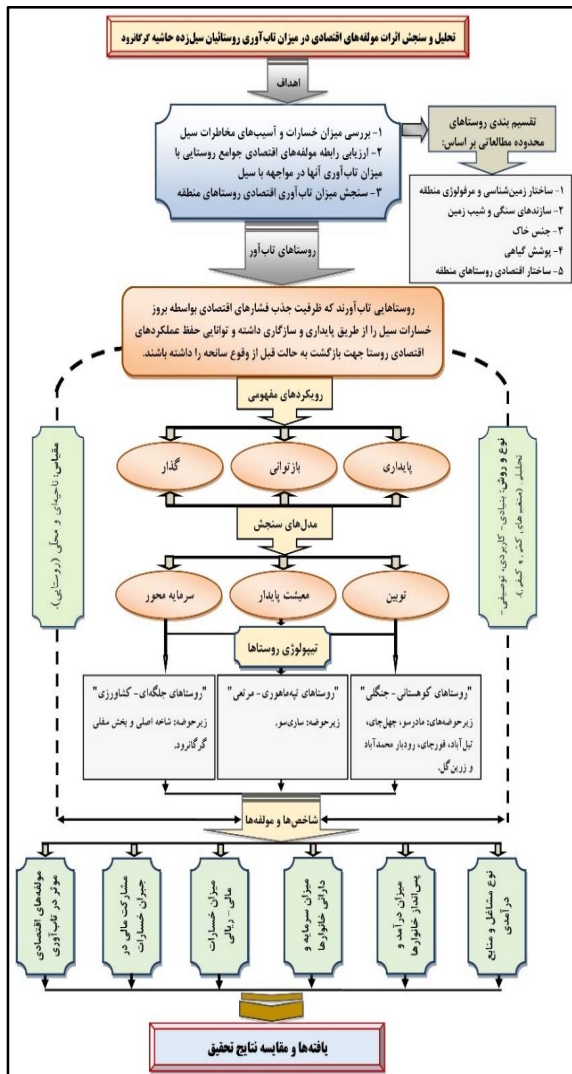 تحلیل و سنجش اثرات مولفه‌های اقتصادی در میزان تاب‌آوری روستائیان سیل‌زده حاشیه گرگانرود
اهداف
۱- بررسی میزان خسارات و آسیب‌های مخاطرات سیل
۲- ارزیابی رابطه مولفه‌های اقتصادی جوامع روستایی با
میزان تاب‌آوری آنها در مواجهه با سیل
۳- سنجش میزان تاب‌آوری اقتصادی روستاهای منطقه
تقسیم بندی روستاهای
محدوده مطالعاتی بر اساس:
۱- ساختار زمین‌شناسی و مرفولوژی منطقه
۲- سازندهای سنگی و شیب زمین
۳- جنس خاک
۴- پوشش گیاهی
۵- ساختار اقتصادی روستاهای منطقه
روستاهای تاب‌آور
روستاهایی تاب‌آورند که ظرفیت جذب فشارهای اقتصادی بواسطه بروز
خسارات سیل را از طریق پایداری و سازگاری داشته و توانایی حفظ عملکردهای
اقتصادی روستا جهت بازگشت به حالت قبل از وقوع سانحه را داشته باشند.
رویکردهای مفهومی
نوع و روش: بنیادی- کاربردی، توصیفی-
تحلیلی (متغیرهای کمّی و کیفی).
مقیاس: ناحیه‌ای و محلّی (روستایی).
پایداری
بازتوانی
گذار
مدل‌های سنجش
توبین
معیشت پایدار
سرمایه محور
تیپولوژی روستاها
"روستاهای کوهستانی- جنگلی"
زیرحوضه‌های: مادرسو، چهل‌چای،
تیل‌آباد، قورچای، رودبار محمدآباد
و زرین‌گل.
"روستاهای تپه‌ماهوری- مرتعی"
زیرحوضه: ساری‌سو.
"روستاهای جلگه‌ای- کشاورزی"
زیرحوضه: شاخه اصلی و بخش سفلی
گرگانرود.
شاخص‌ها و مولفه‌ها
نوع مشاغل و منابع
درآمدی
میزان درآمد و
پس‌انداز خانوارها
میزان سرمایه و
دارائی خانوارها
میزان خسارات
مالی - ریالی
مشارکت مالی در
جبران خسارات
مولفه‌های اقتصادی
موثر در تاب‌آوری
یافته‌ها و مقایسه نتایج تحقیق